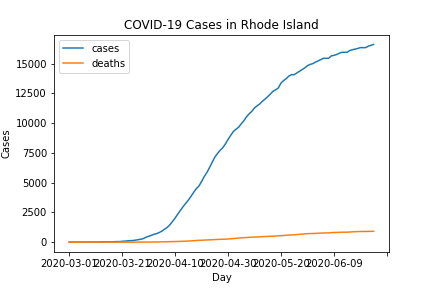 COVID-19 Cases in Rhode Island
cases
deaths
15000
12500
10000
7500
5000
2500
0
Cases
2020-03-01 2020-03-21 2020-04-10 2020-04-30 2020-05-20 2020-06-09
Day